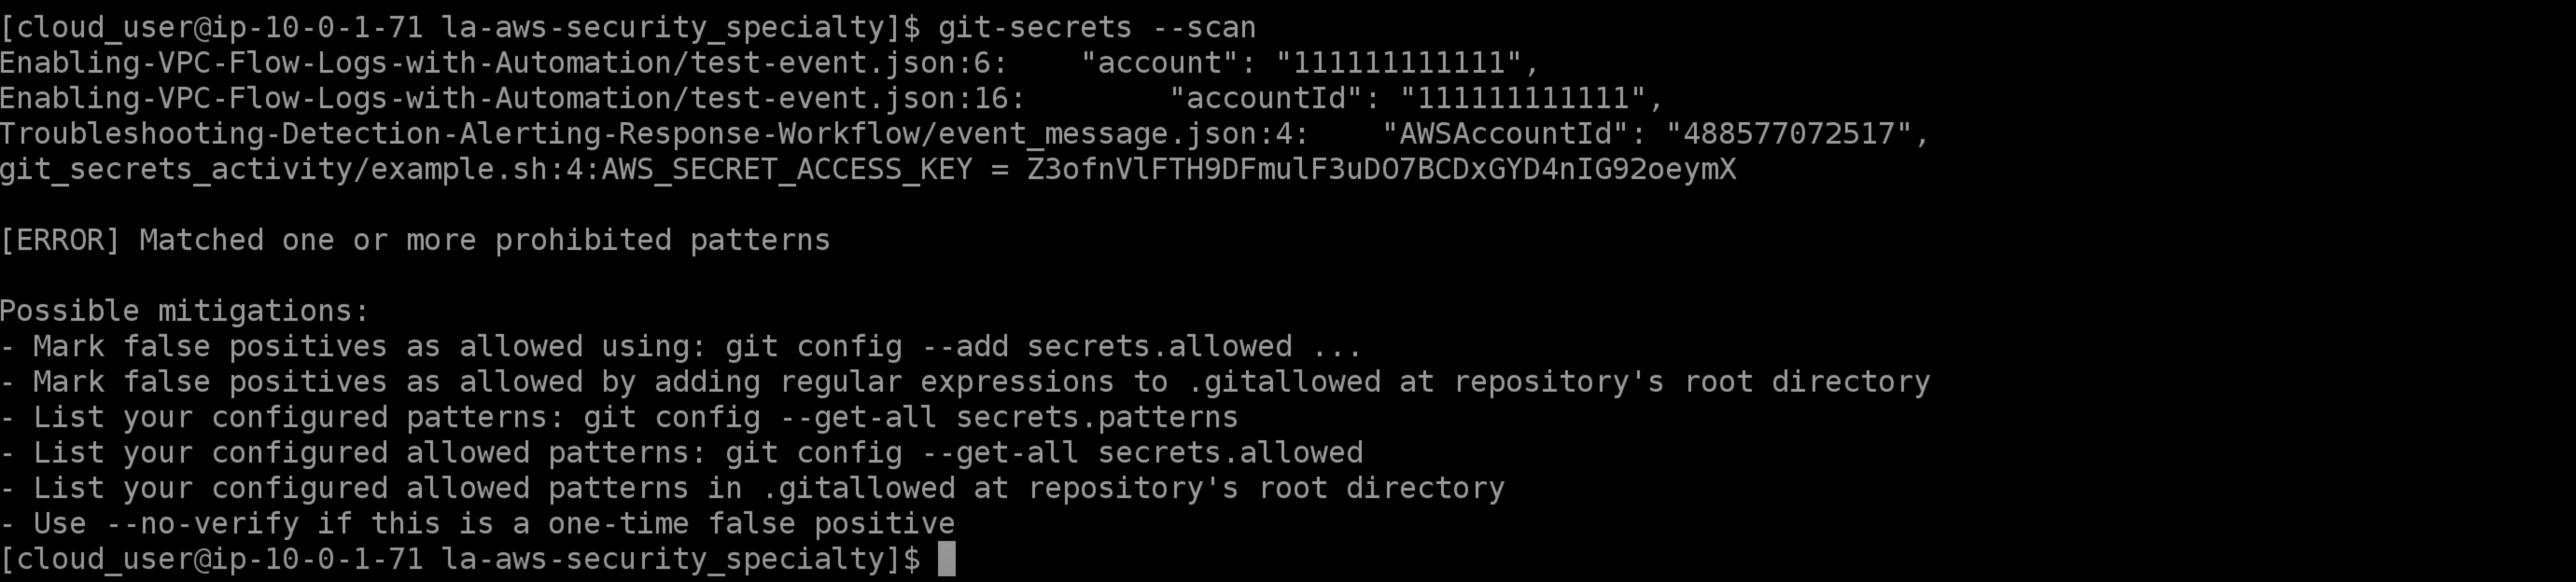 [cloud_user@ip-10-0-1-71 la-aws-security_specialty]$ git-secrets --scan
Enabling-VPC-Flow-Logs-with-Automation/test-event.json:6:    "account": "111111111111",
Enabling-VPC-Flow-Logs-with-Automation/test-event.json:16:        "accountId": "111111111111",
Troubleshooting-Detection-Alerting-Response-Workflow/event_message.json:4:    "AWSAccountId": "488577072517",
git_secrets_activity/example.sh:4:AWS_SECRET_ACCESS_KEY = Z3ofnVlFTH9DFmulF3uDO7BCDxGYD4nIG92oeymX

[ERROR] Matched one or more prohibited patterns

Possible mitigations:
- Mark false positives as allowed using: git config --add secrets.allowed ...
- Mark false positives as allowed by adding regular expressions to .gitallowed at repository's root directory
- List your configured patterns: git config --get-all secrets.patterns
- List your configured allowed patterns: git config --get-all secrets.allowed
- List your configured allowed patterns in .gitallowed at repository's root directory
- Use --no-verify if this is a one-time false positive
[cloud_user@ip-10-0-1-71 la-aws-security_specialty]$